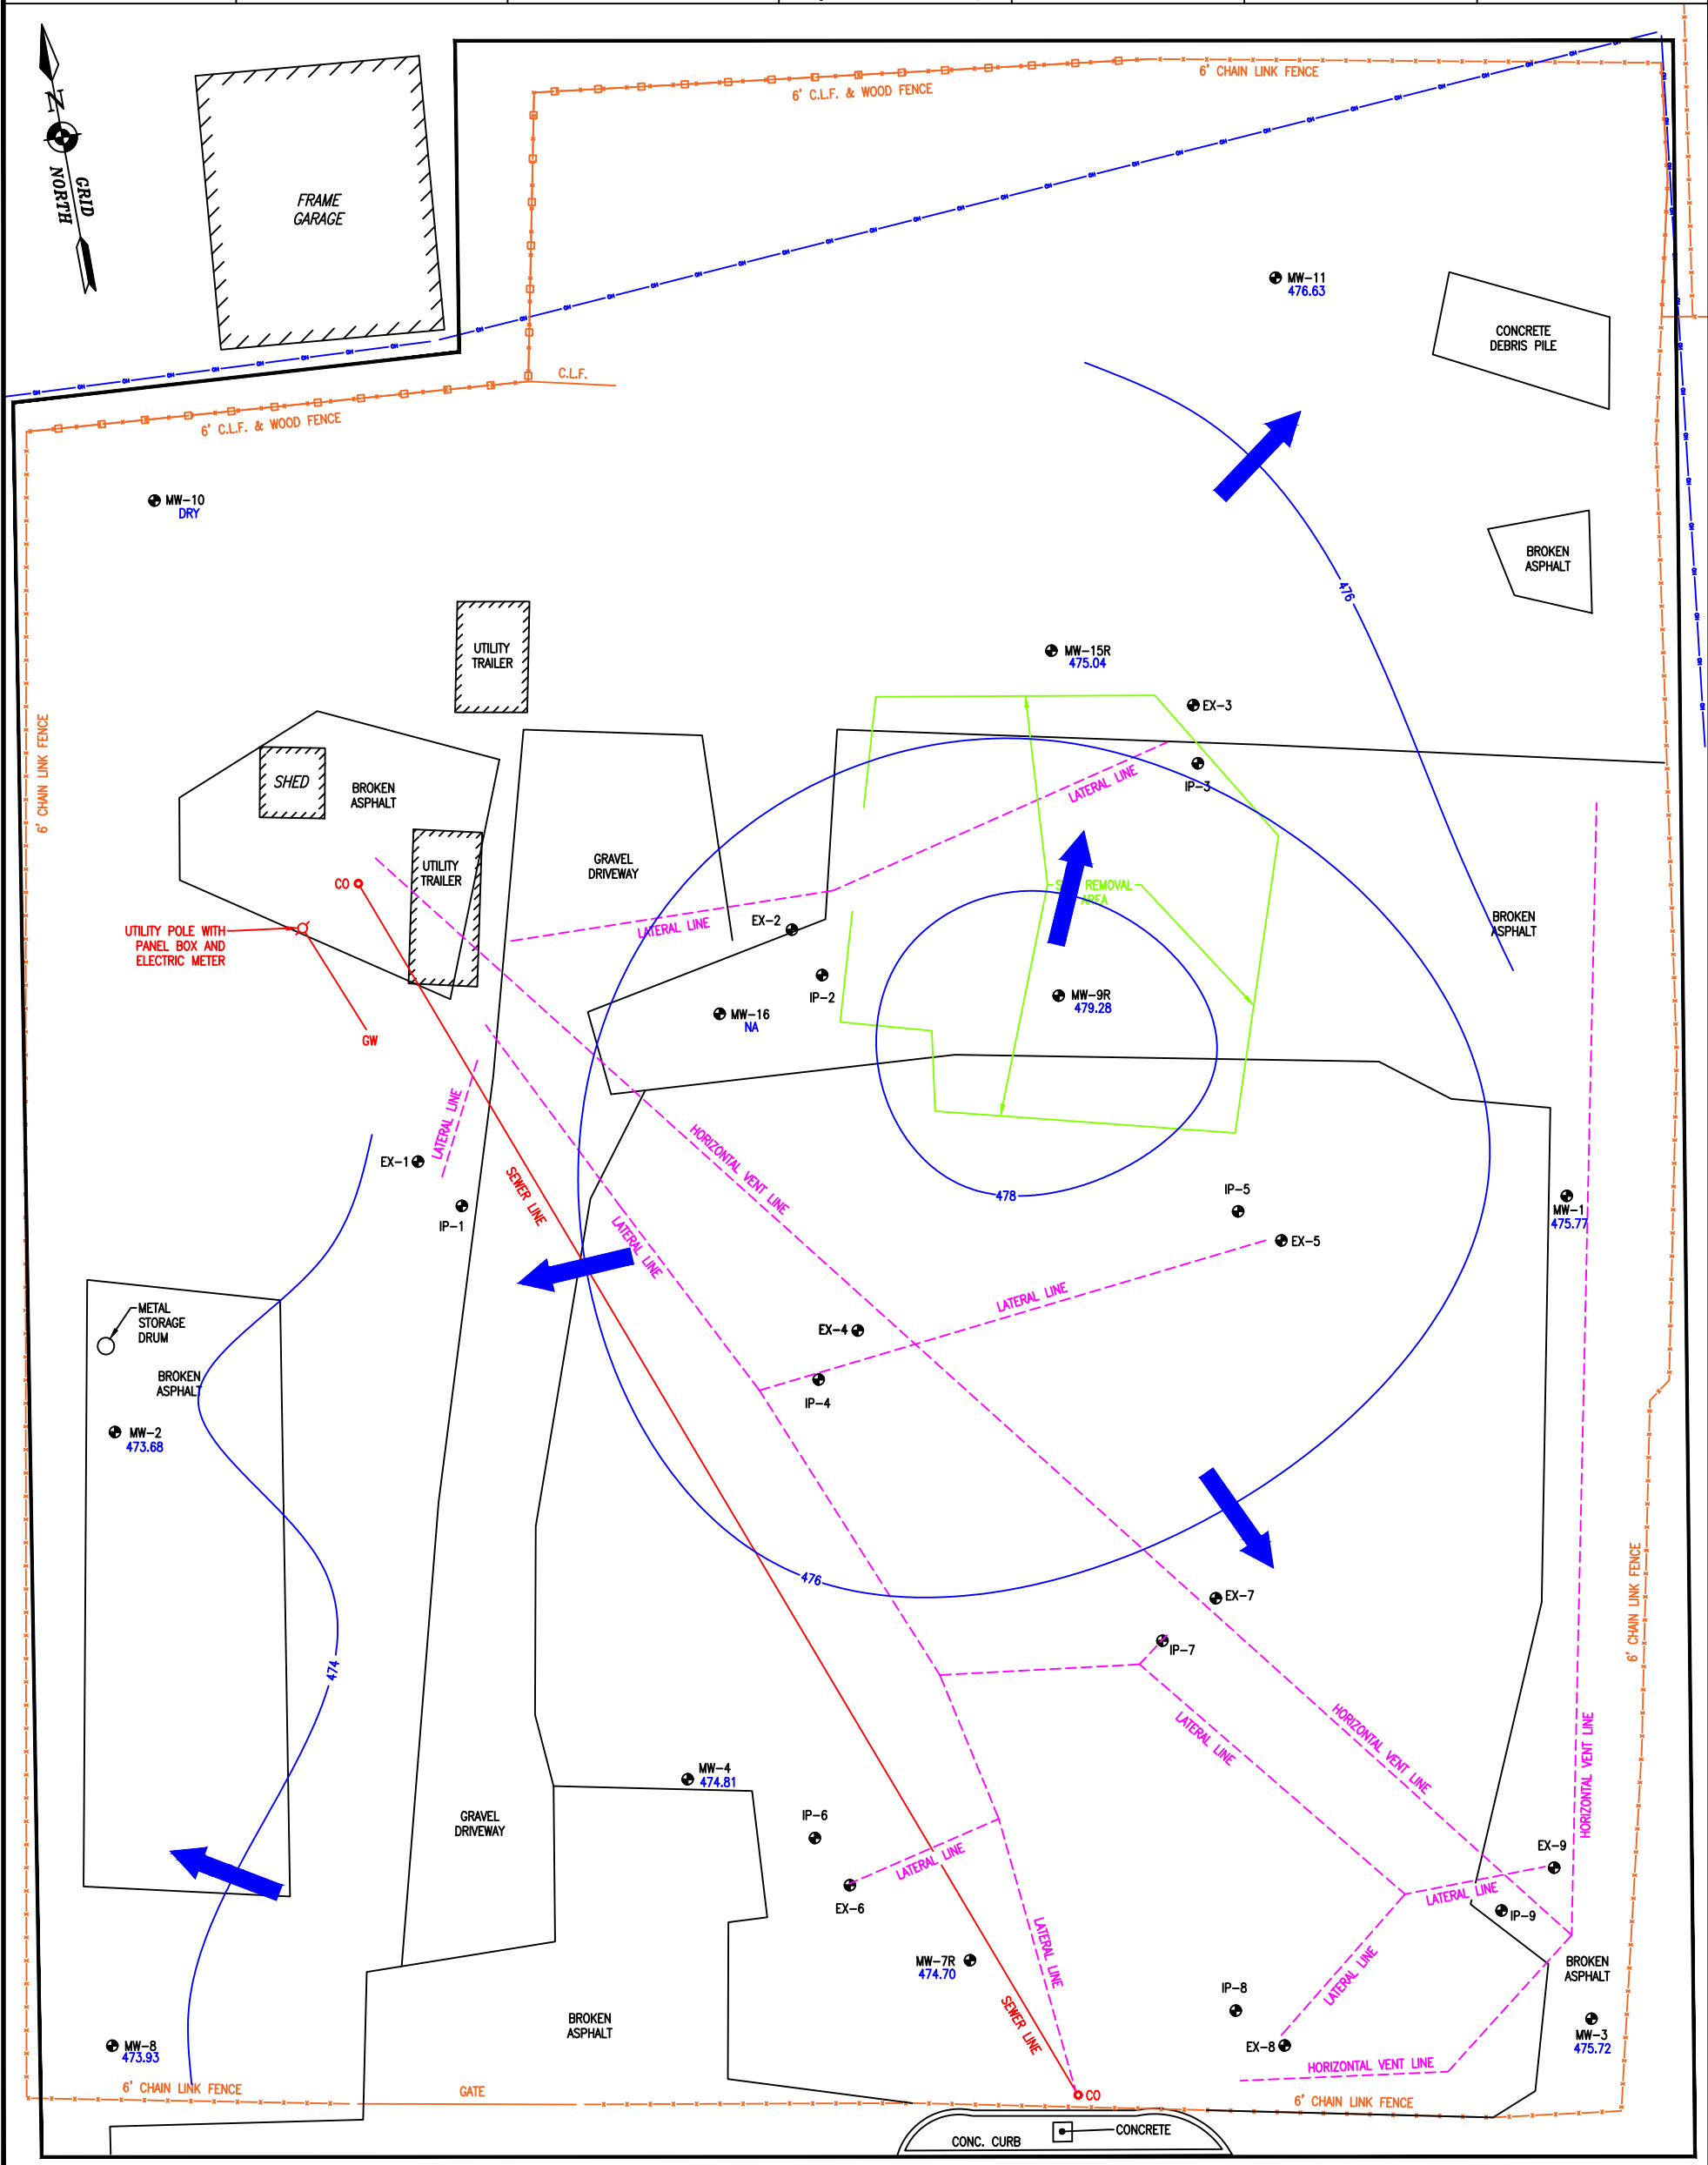 6' CHAIN LINK FENCE
6' C.L.F. & WOOD FENCE
N
GRID
NORTH
FRAME
GARAGE
MW-11
476.63
CONCRETE
DEBRIS PILE
C.L.F.
6' C.L.F. & WOOD FENCE
MW-10
DRY
BROKEN
ASPHALT
476
UTILITY
TRAILER
MW-15R
475.04
EX-3
6' CHAIN LINK FENCE
SHED
BROKEN
ASPHALT
IP-3
LATERAL LINE
GRAVEL
DRIVEWAY
UTILITY
TRAILER
CO
REMOVAL
AREA
EX-2
LATERAL LINE
BROKEN
ASPHALT
UTILITY POLE WITH
PANEL BOX AND
ELECTRIC METER
IP-2
MW-9R
479.28
MW-16
NA
GW
LATERAL LINE
HORIZONTAL VENT LINE
EX-1
SEWER LINE
IP-1
478
IP-5
MW-1
475.77
LATERAL LINE
EX-5
METAL
STORAGE
DRUM
LATERAL LINE
EX-4
BROKEN
ASPHALT
IP-4
MW-2
473.68
476
EX-7
6' CHAIN LINK FENCE
IP-7
474
LATERAL LINE
HORIZONTAL VENT LINE
HORIZONTAL VENT LINE
MW-4
474.81
IP-6
GRAVEL
DRIVEWAY
LATERAL LINE
EX-9
EX-6
LATERAL LINE
IP-9
LATERAL LINE
MW-7R
474.70
LATERAL LINE
BROKEN
ASPHALT
IP-8
SEWER LINE
BROKEN
ASPHALT
MW-3
475.72
MW-8
473.93
EX-8
HORIZONTAL VENT LINE
6' CHAIN LINK FENCE
GATE
CO
6' CHAIN LINK FENCE
CONCRETE
CONC. CURB